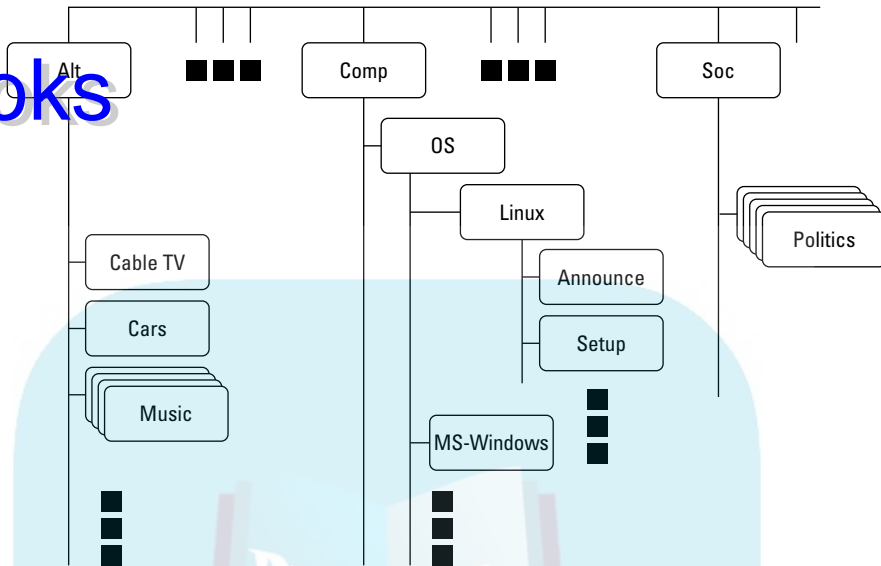 Alt
Comp
Soc
oks
OS
Linux
Politics
Cable TV
Announce
Cars
Setup
Music
MS-Windows